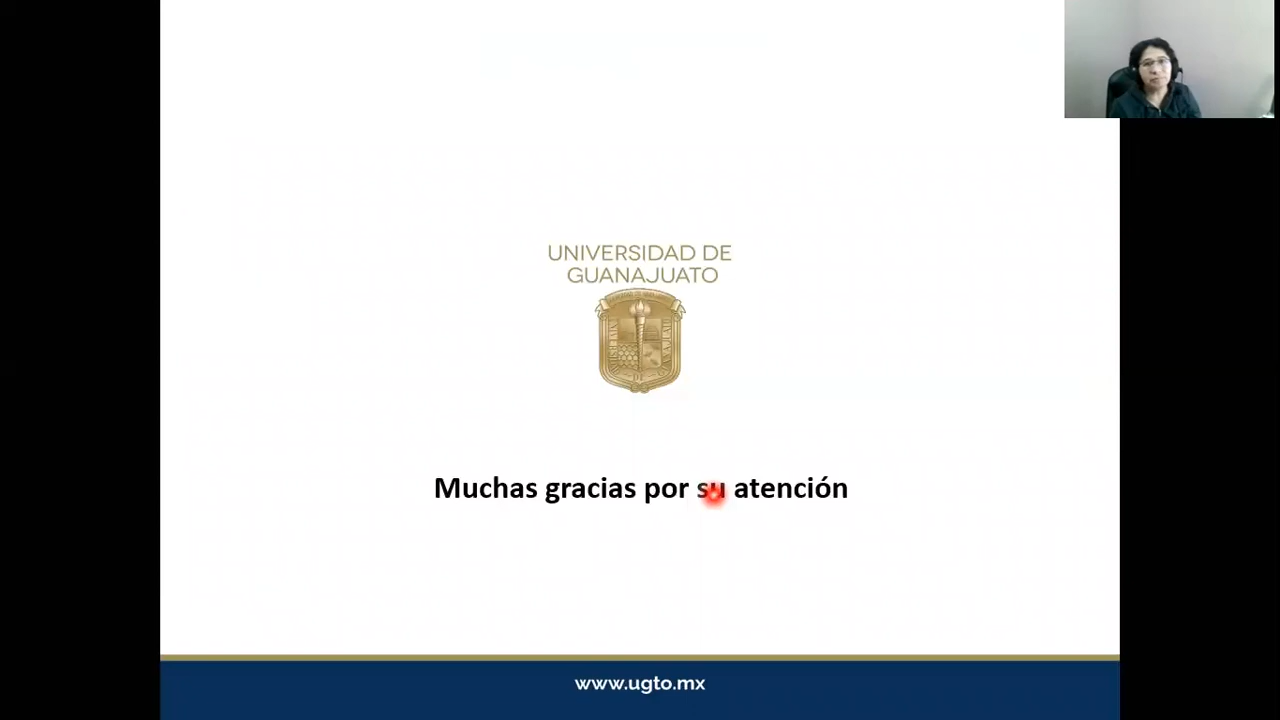 UNIVERSIDAD DE
GUANAJUATO
Muchas gracias por su atención
www.ugto.mx